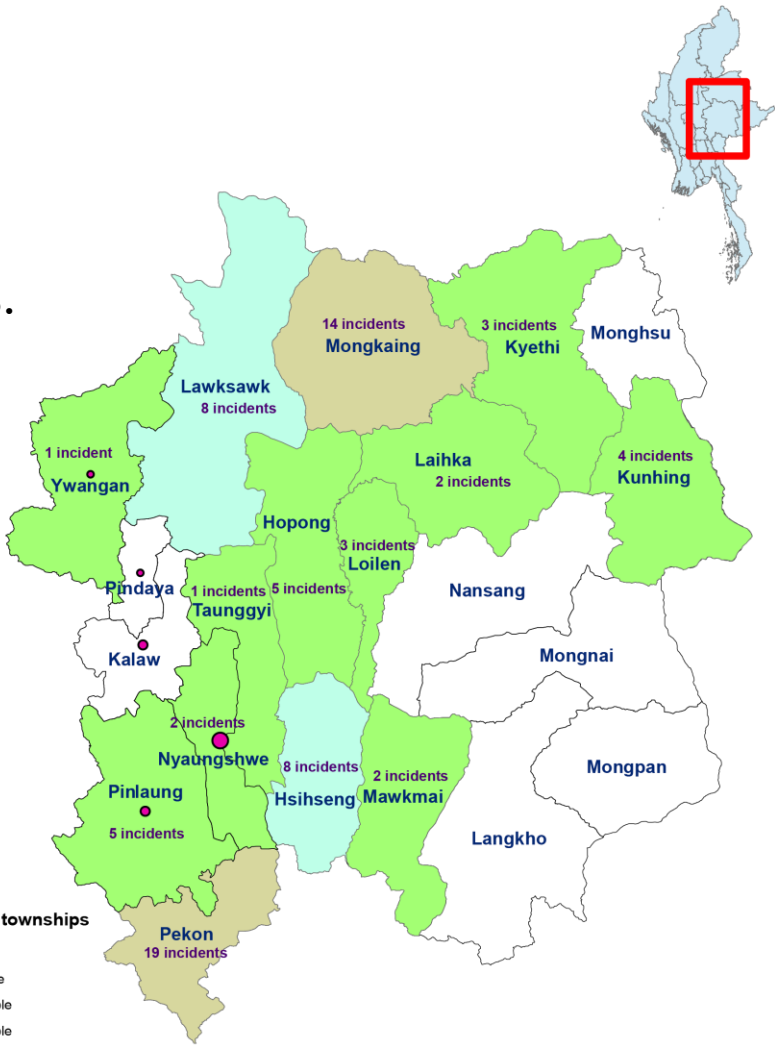 14 incidents
Mongkaing
3 incidents
Kyethi
Monghsu
Lawksawk
8 incidents
1 incident
Ywangan
Laihka
2 incidents
4 incidents
Kunhing
Hopong
3 incidents
Loilen
Pindaya
1 incidents
Taunggyi
5 incidents
Nansang
Kalaw
Mongnai
2 incidents
Nyaungshwe
8 incidents
Hsihseng
2 incidents
Mawkmai
Mongpan
Pinlaung
5 incidents
Langkho
townships
Pekon
19 incidents